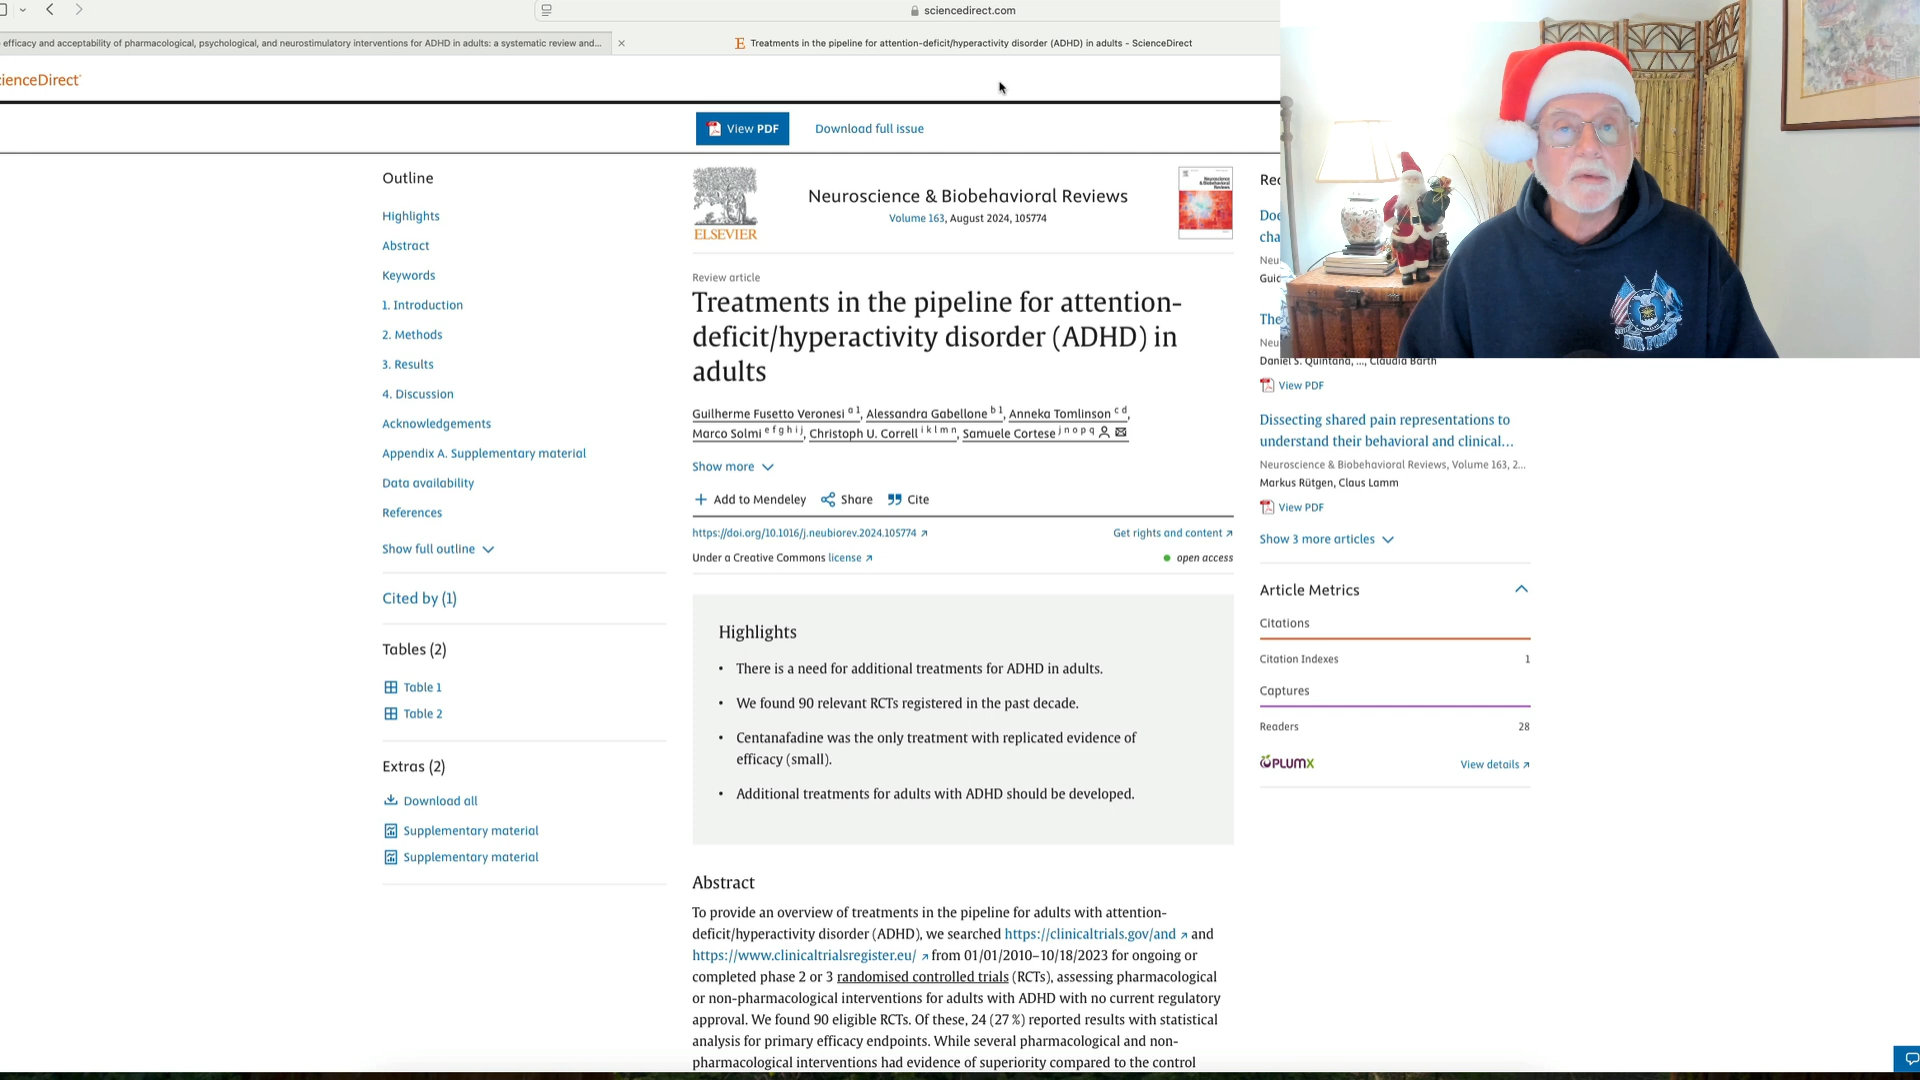 sciencedirect.com
efficacy and acceptability of pharmacological, psychological, and neurostimulatory interventions for ADHD in adults: a systematic review and...
Treatments in the pipeline for attention-deficit/hyperactivity disorder (ADHD) in adults - ScienceDirect
cienceDirect
View PDF
Download full issue
Outline
Highlights
Abstract
Keywords
1. Introduction
2. Methods
3. Results
4. Discussion
Acknowledgements
Appendix A. Supplementary material
Data availability
References
Show full outline
Cited by (1)
Tables (2)
Table 1
Table 2
Extras (2)
Download all
Supplementary material
Supplementary material
ELSEVIER
Neuroscience & Biobehavioral Reviews
Volume 163, August 2024, 105774
Review article
Treatments in the pipeline for attention-
deficit/hyperactivity disorder (ADHD) in
adults
Guilherme Fusetto Veronesi a 1, Alessandra Gabellone b 1, Anneka Tomlinson c d,
Marco Solmi e f g h i j, Christoph U. Correll i k l m n, Samuele Cortese j n o p q
Show more
Add to Mendeley Share Cite
https://doi.org/10.1016/j.neubiorev.2024.105774 ↗ Get rights and content ↗
Under a Creative Commons license ↗ open access
Highlights
• There is a need for additional treatments for ADHD in adults.
• We found 90 relevant RCTs registered in the past decade.
• Centanafadine was the only treatment with replicated evidence of
efficacy (small).
• Additional treatments for adults with ADHD should be developed.
Abstract
To provide an overview of treatments in the pipeline for adults with attention-
deficit/hyperactivity disorder (ADHD), we searched https://clinicaltrials.gov/and ↗ and
https://www.clinicaltrialsregister.eu/ ↗ from 01/01/2010–10/18/2023 for ongoing or
completed phase 2 or 3 randomised controlled trials (RCTs), assessing pharmacological
or non-pharmacological interventions for adults with ADHD with no current regulatory
approval. We found 90 eligible RCTs. Of these, 24 (27 %) reported results with statistical
analysis for primary efficacy endpoints. While several pharmacological and non-
pharmacological interventions had evidence of superiority compared to the control
Rec
Doe
cha
Neu
Guic
The
Neu
Daniel S. Quintana, ..., Claudia Barth
View PDF
Dissecting shared pain representations to
understand their behavioral and clinical...
Neuroscience & Biobehavioral Reviews, Volume 163, 2...
Markus Rütgen, Claus Lamm
View PDF
Show 3 more articles
Article Metrics
Citations
Citation Indexes 1
Captures
Readers 28
PLUMX
View details ↗
AIR FORCE